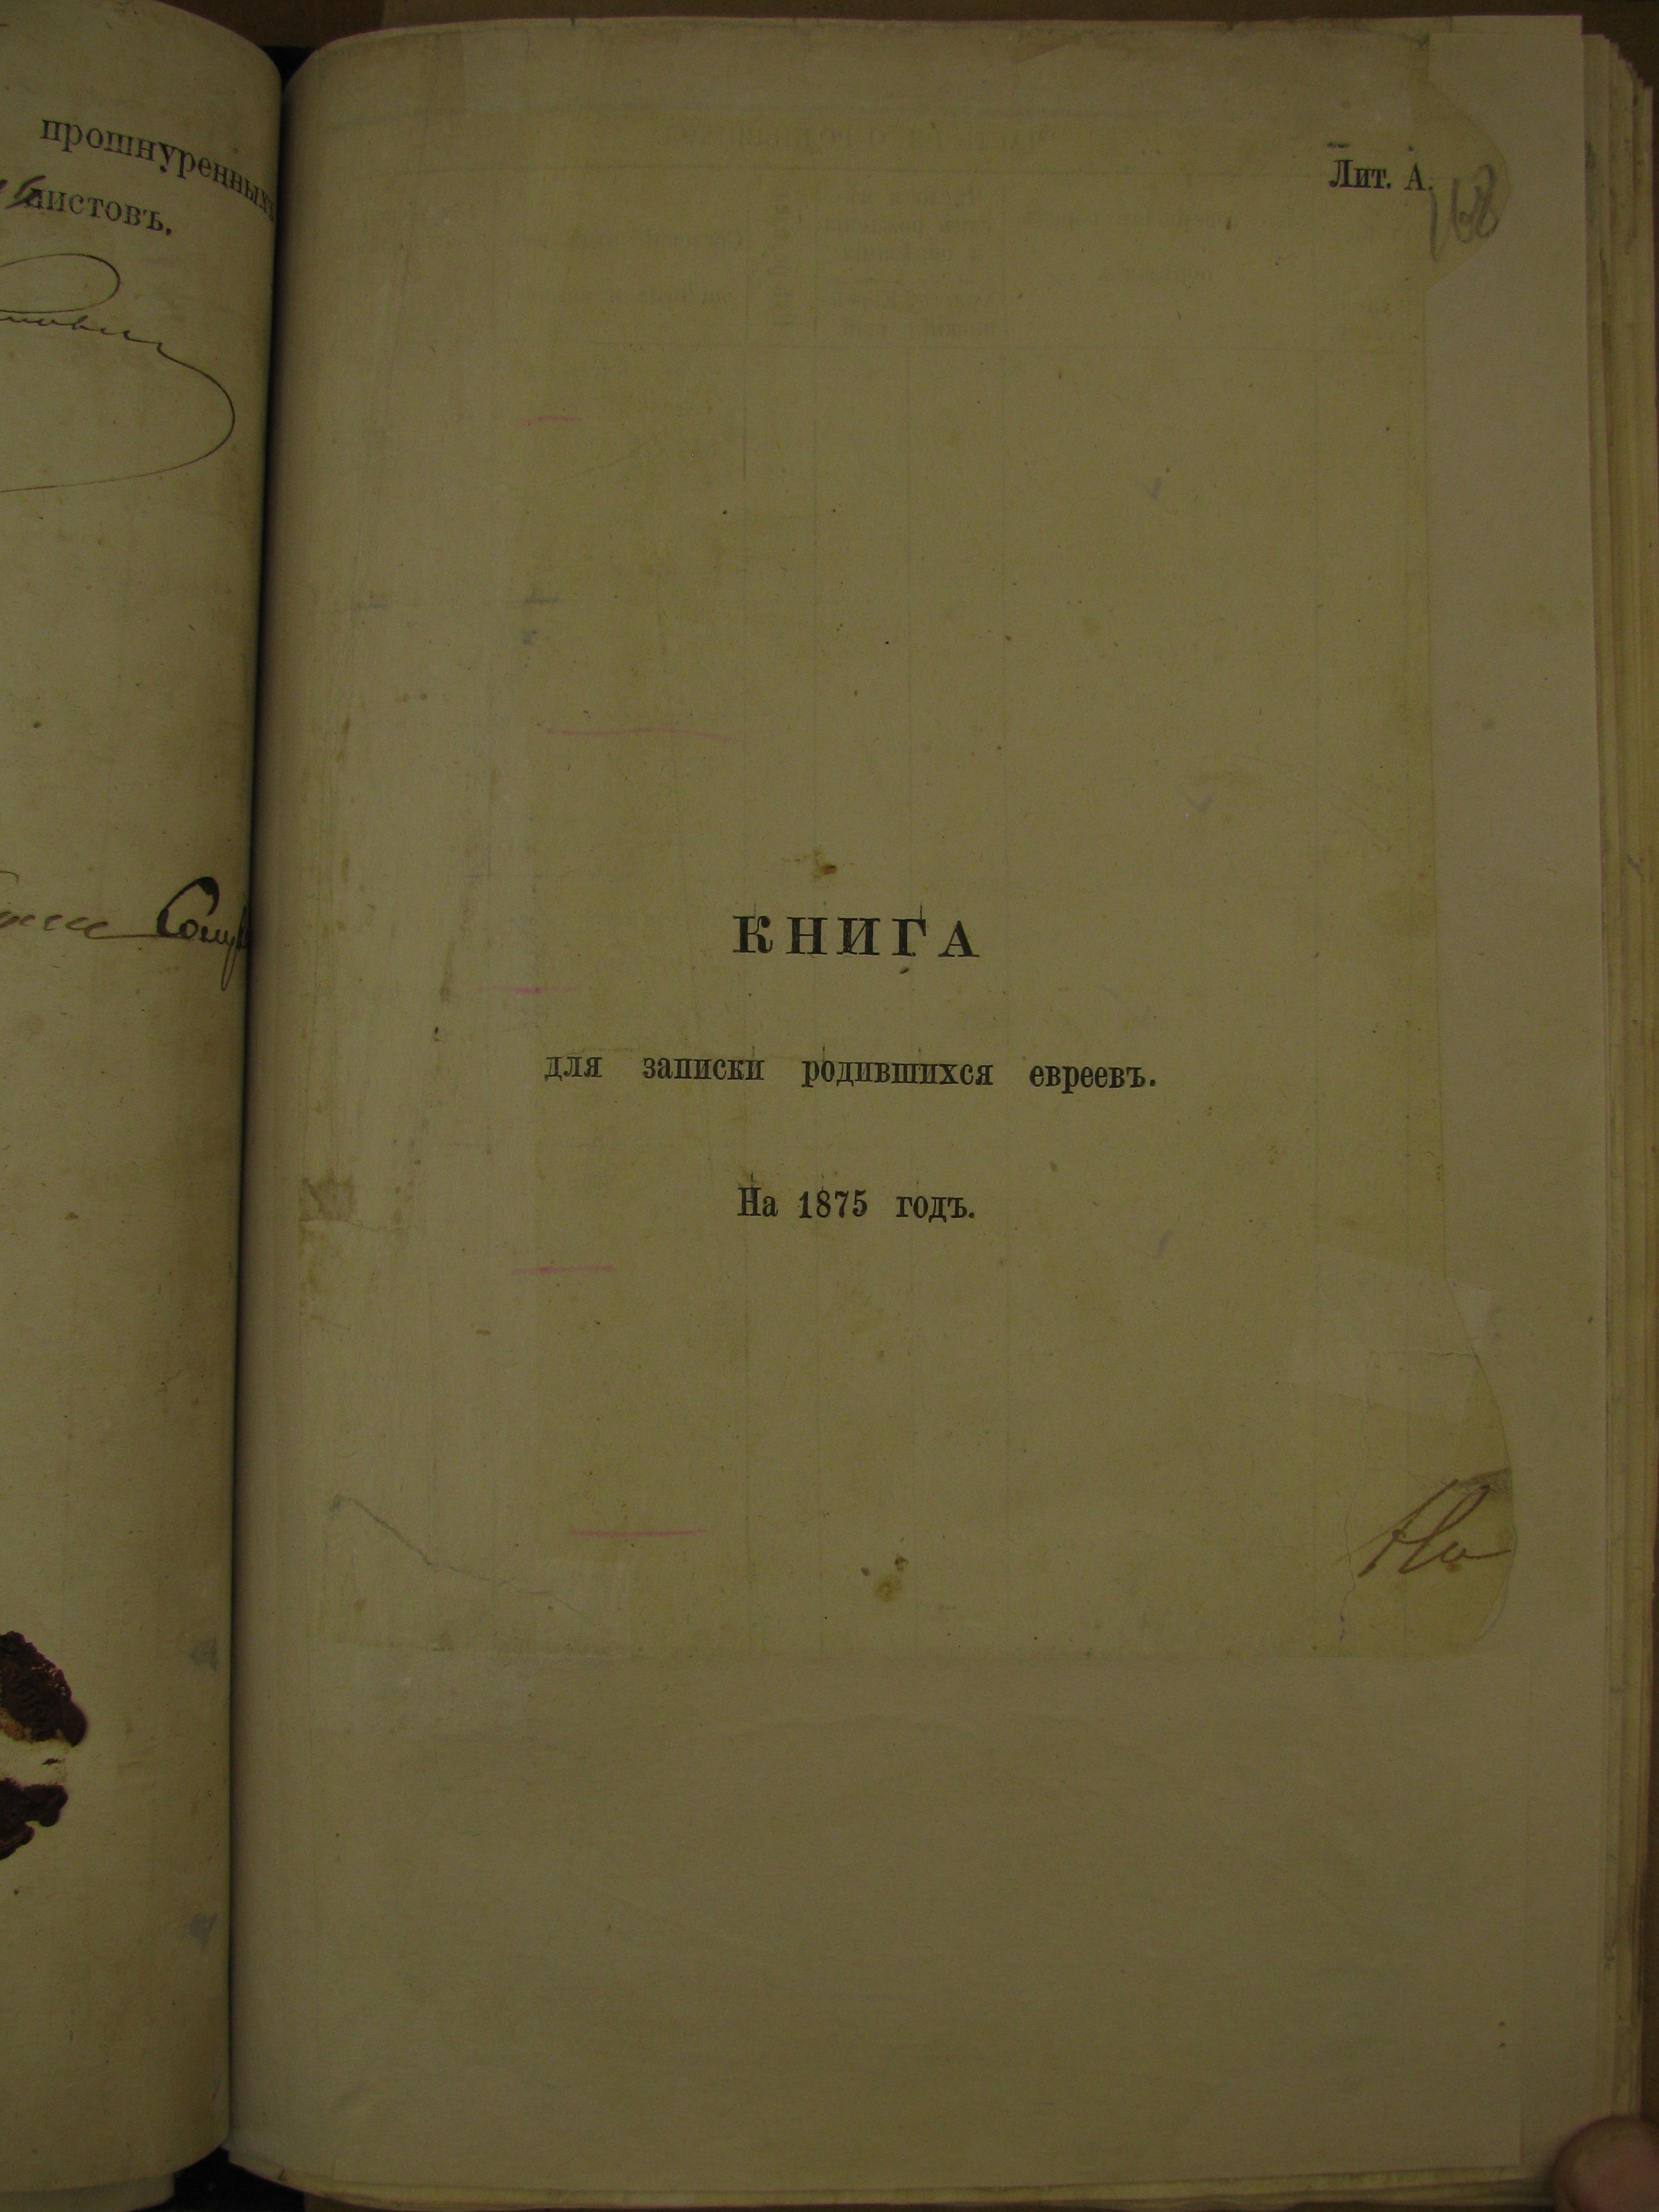 прошнуренныхъ
листовъ.
Лит. А.
168
КНИГА
для записки родившихся евреевъ.
На 1875 годъ.